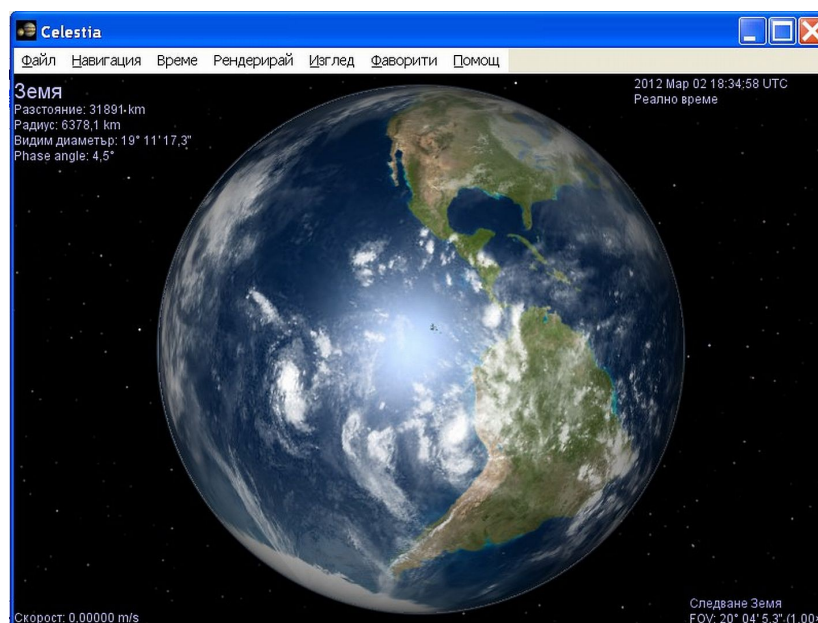 Celestia
Файл Навигация Време Рендерирай Изглед Фаворити Помощ
Земя
Разстояние: 31891 km
Радиус: 6378,1 km
Видим диаметър: 19° 11' 17,3"
Phase angle: 4,5°
2012 Мар 02 18:34:58 UTC
Реално време
Скорост: 0,00000 m/s
Следване Земя
FOV: 20° 04' 5,3" (1,00×